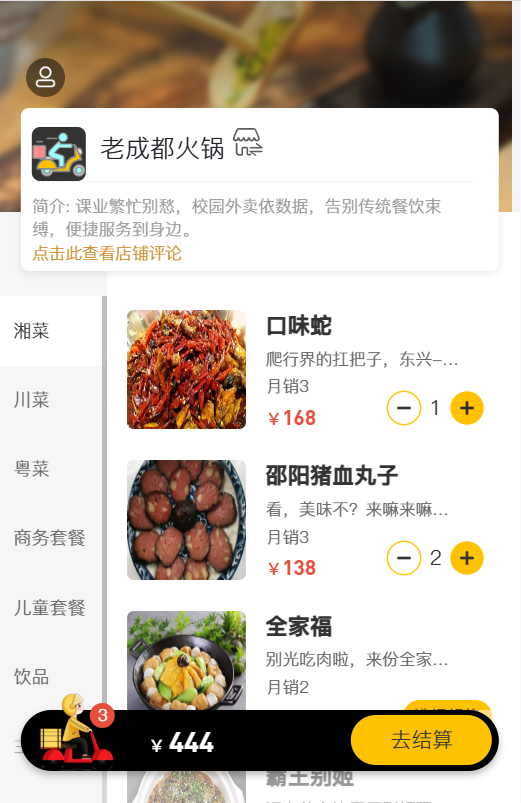 老成都火锅
简介: 课业繁忙别愁，校园外卖依数据，告别传统餐饮束
缚，便捷服务到身边。
点击此查看店铺评论
湘菜
川菜
粤菜
商务套餐
儿童套餐
饮品
口味蛇
爬行界的扛把子，东兴-...
月销3
￥168
1
邵阳猪血丸子
看，美味不？来嘛来嘛...
月销3
￥138
2
全家福
别光吃肉啦，来份全家...
月销2
3
￥444
去结算
霸王别姬